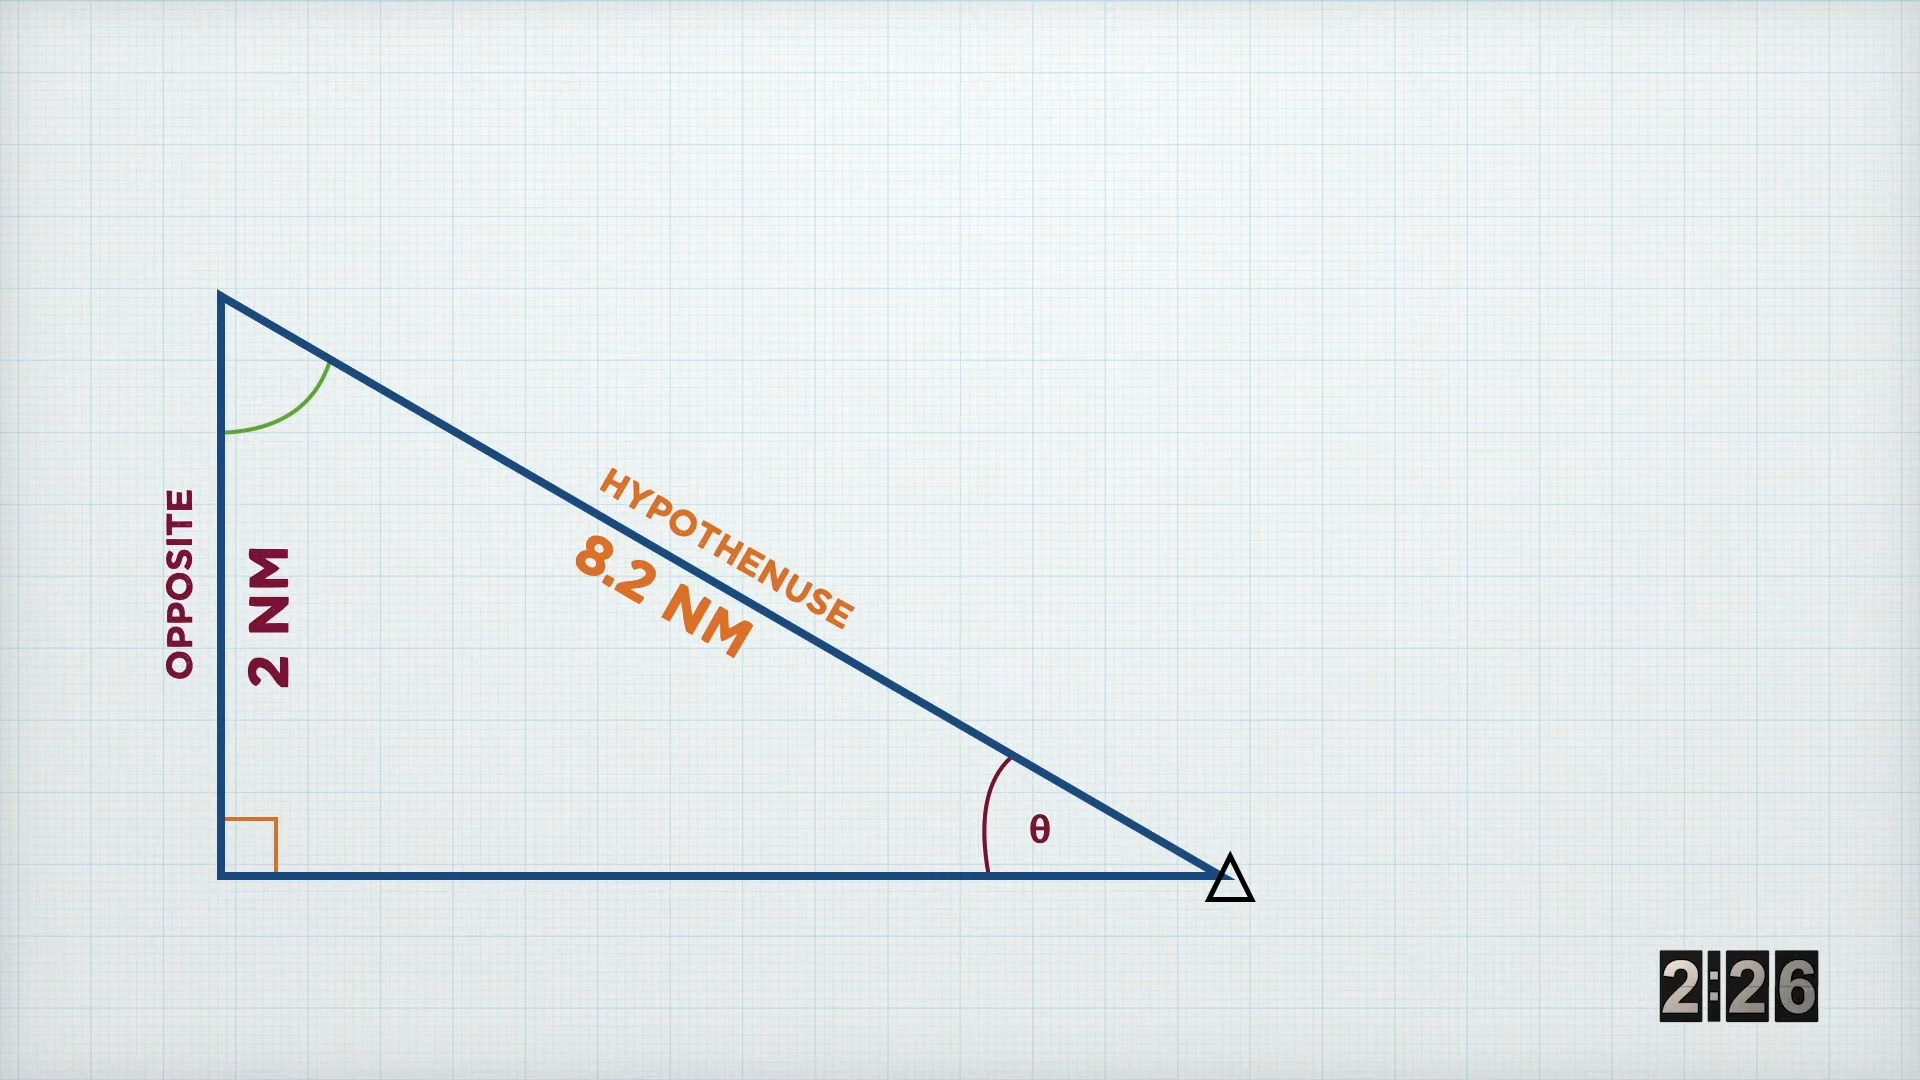 HYPOTHENUSE
8.2 NM
OPPOSITE
2 NM
θ
2:26